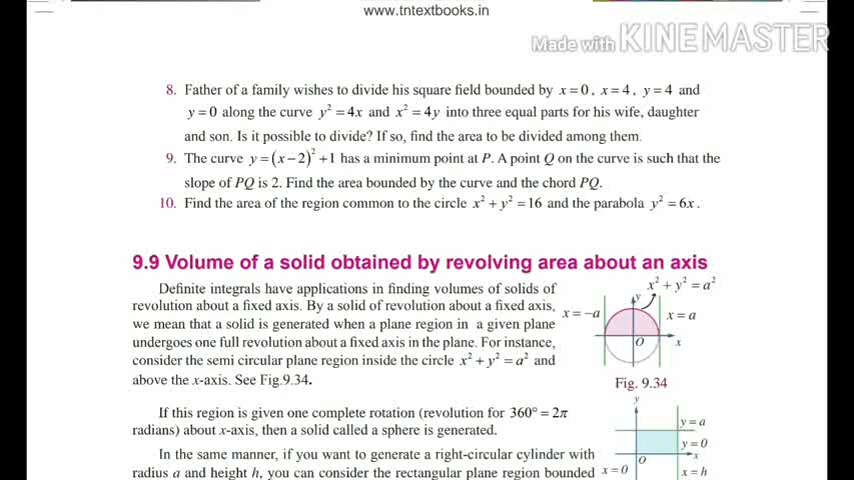 www.tntextbooks.in
Made with KINEMASTER
8. Father of a family wishes to divide his square field bounded by x = 0, x = 4, y = 4 and
y = 0 along the curve y² = 4x and x² = 4y into three equal parts for his wife, daughter
and son. Is it possible to divide? If so, find the area to be divided among them.
9. The curve y = (x − 2)² + 1 has a minimum point at P. A point Q on the curve is such that the
slope of PQ is 2. Find the area bounded by the curve and the chord PQ.
10. Find the area of the region common to the circle x² + y² = 16 and the parabola y² = 6x.
9.9 Volume of a solid obtained by revolving area about an axis
Definite integrals have applications in finding volumes of solids of
revolution about a fixed axis. By a solid of revolution about a fixed axis,
we mean that a solid is generated when a plane region in a given plane
undergoes one full revolution about a fixed axis in the plane. For instance,
consider the semi circular plane region inside the circle x² + y² = a² and
above the x-axis. See Fig.9.34.
x² + y² = a²
y
x = −a
x = a
O
x
Fig. 9.34
If this region is given one complete rotation (revolution for 360° = 2π
radians) about x-axis, then a solid called a sphere is generated.
In the same manner, if you want to generate a right-circular cylinder with
radius a and height h, you can consider the rectangular plane region bounded
y
y = a
y = 0
x
O
x = 0
x = h